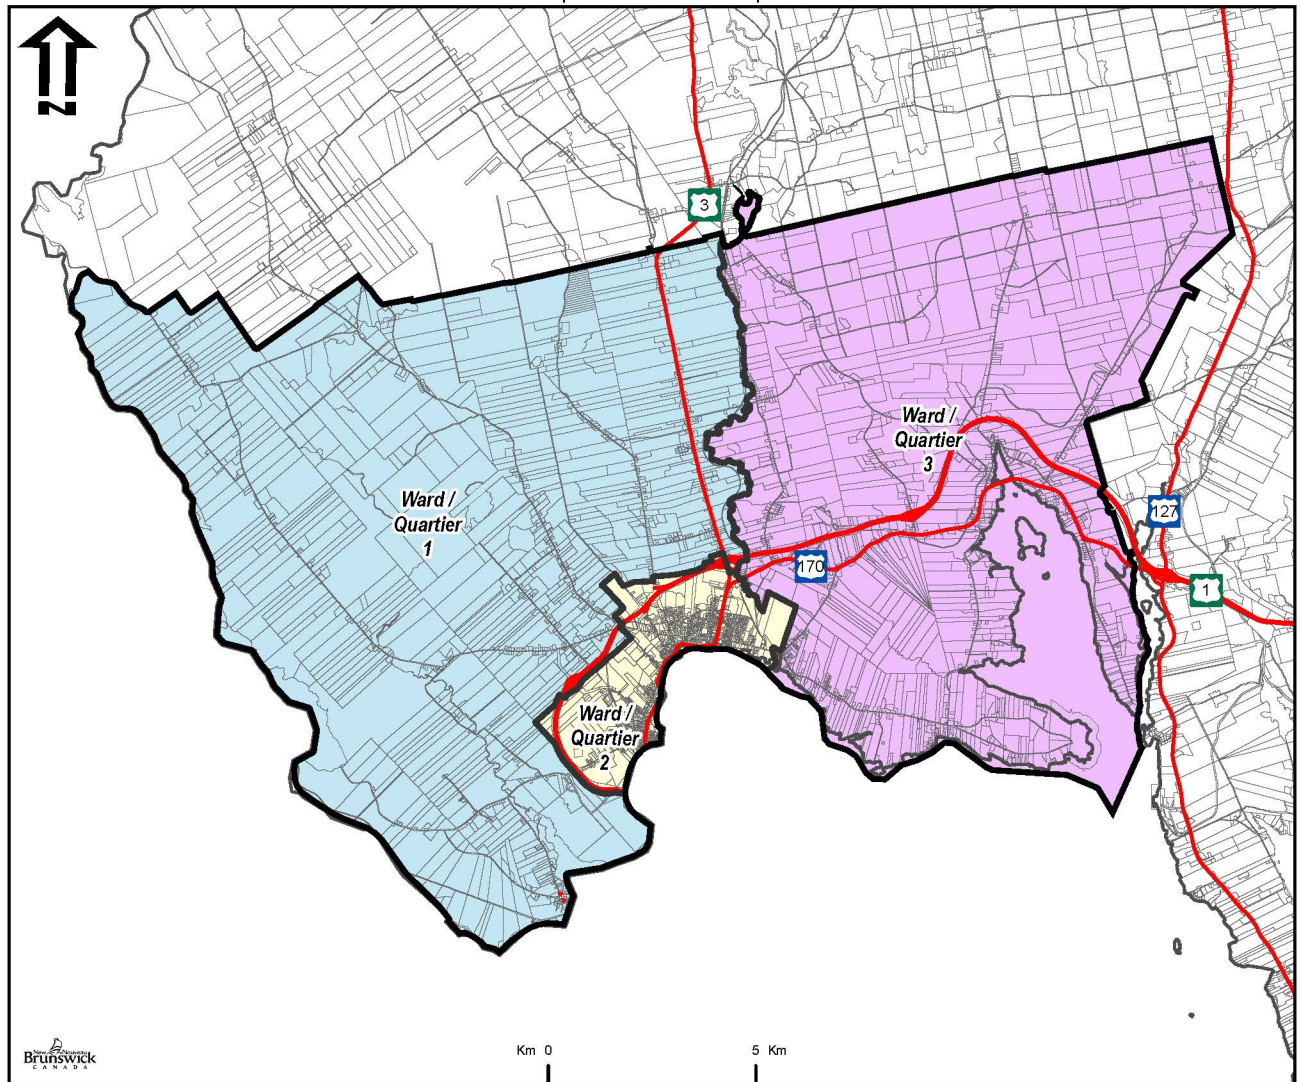 N
3
Ward /
Quartier
3
Ward /
Quartier
1
127
170
1
Ward /
Quartier
2
New Nouveau
Brunswick
CANADA
Km 0
5 Km